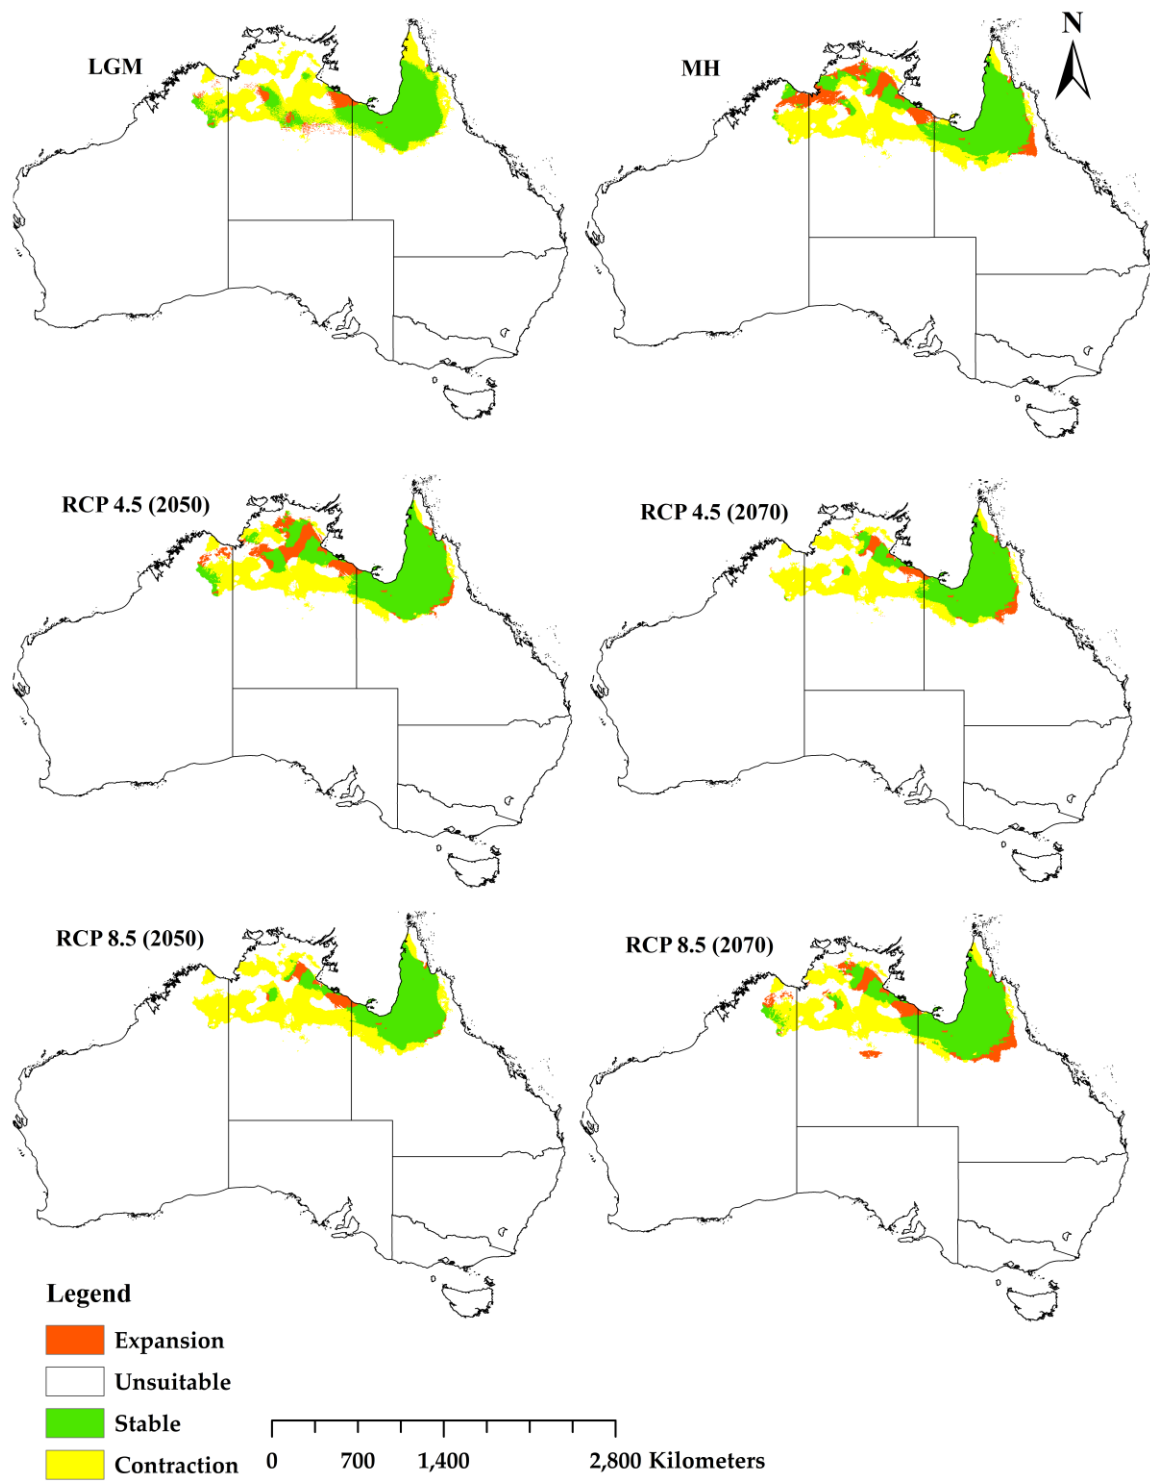 N
LGM
MH
RCP 4.5 (2050)
RCP 4.5 (2070)
RCP 8.5 (2050)
RCP 8.5 (2070)
Legend
Expansion
Unsuitable
Stable
Contraction
0 700 1,400 2,800 Kilometers